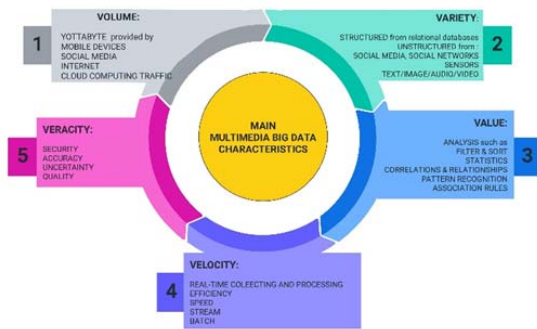 VOLUME:
1
YOTTABYTE provided by
MOBILE DEVICES
SOCIAL MEDIA
INTERNET
CLOUD COMPUTING TRAFFIC
VARIETY:
2
STRUCTURED from relational databases
UNSTRUCTURED from :
SOCIAL MEDIA, SOCIAL NETWORKS
SENSORS
TEXT/IMAGE/AUDIO/VIDEO
MAIN
MULTIMEDIA BIG DATA
CHARACTERISTICS
VALUE:
3
ANALYSIS such as
FILTER & SORT
STATISTICS
CORRELATIONS & RELATIONSHIPS
PATTERN RECOGNITION
ASSOCIATION RULES
VELOCITY:
4
REAL-TIME COLEECTING AND PROCESSING
EFFICIENCY
SPEED
STREAM
BATCH
VERACITY:
5
SECURITY
ACCURACY
UNCERTAINTY
QUALITY